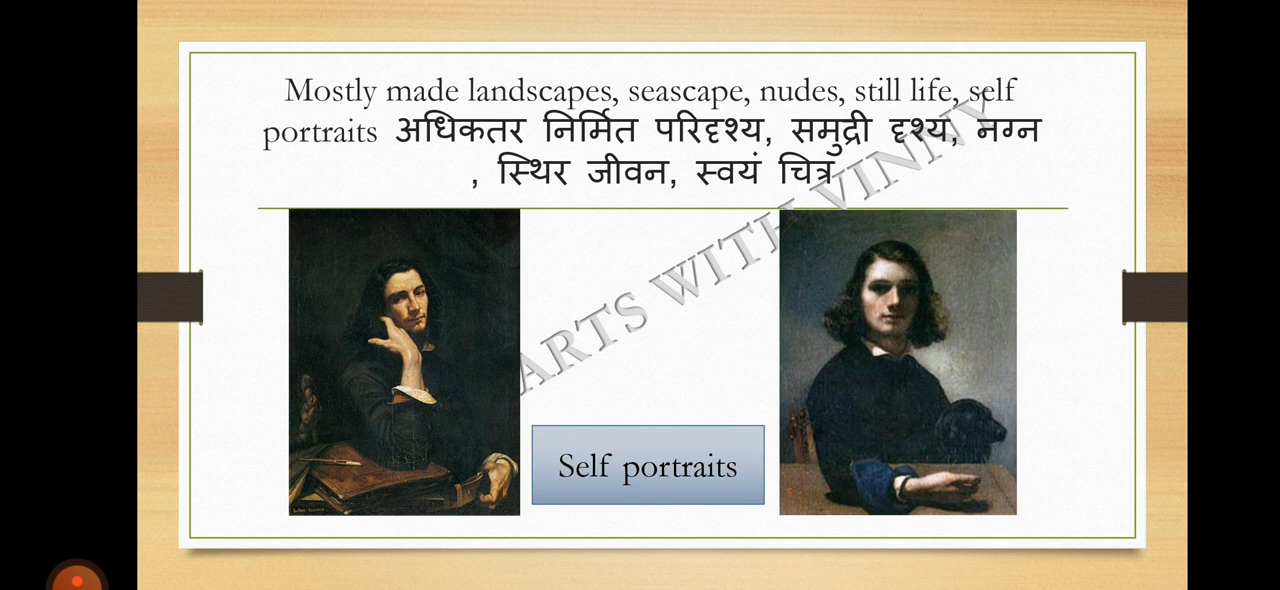 Mostly made landscapes, seascape, nudes, still life, self
portraits अधिकतर निर्मित परिदृश्य, समुद्री दृश्य, नग्न
, स्थिर जीवन, स्वयं चित्र
ARTS WITH VINNY
Self portraits